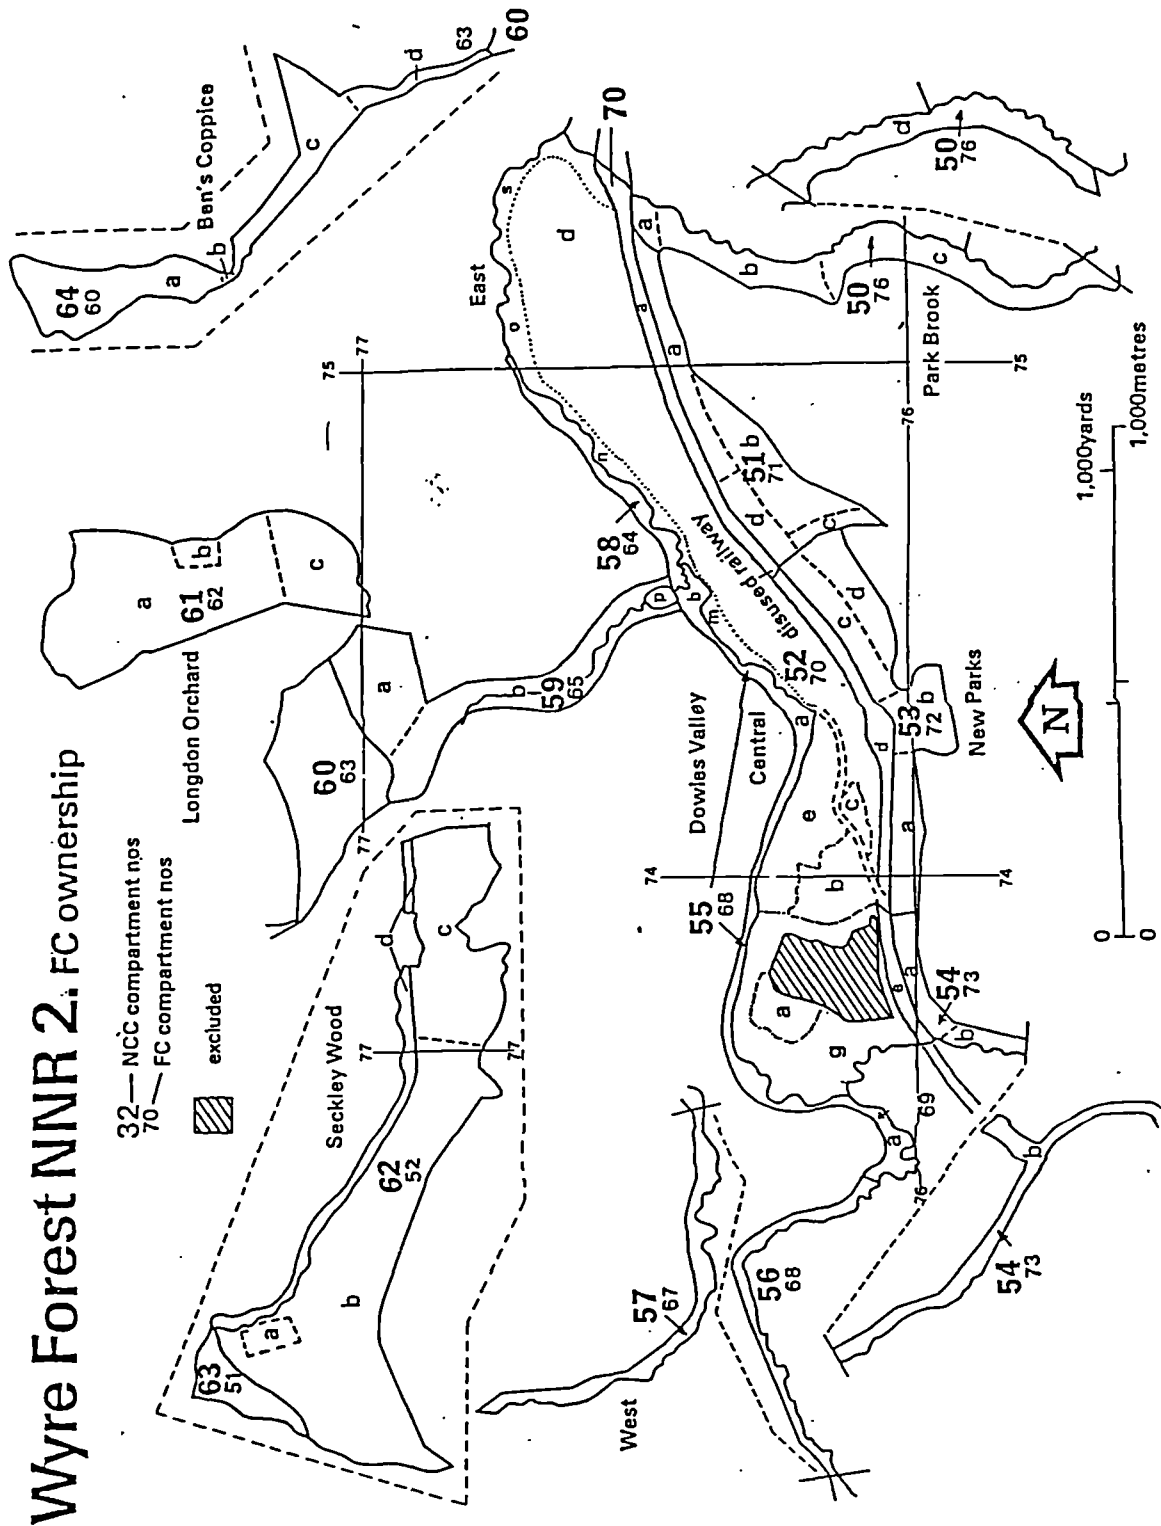 Wyre Forest NNR 2. FC ownership
32 — NCC compartment nos
70 — FC compartment nos
excluded
Seckley Wood
63
51
a
b
62
52
77
77
c
d
Longdon Orchard
a
61
62
b
c
60
63
a
77
77
75
Ben's Coppice
64
60
a
b
c
d
63
60
West
57
67
56
68
54
73
b
76
69
a
Dowles Valley
Central
55
68
74
a
g
b
e
c
a
52
70
d
disused railway
59
65
b
p
b
m
58
64
n
East
o
s
d
70
a
a
a
b
50
76
c
d
50
76
Park Brook
75
76
51
71
b
d
c
d
c
53
72
b
New Parks
a
a
a
74
54
73
b
N
1,000yards
1,000metres
0
0